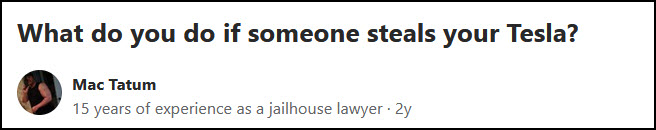 What do you do if someone steals your Tesla?
Mac Tatum
15 years of experience as a jailhouse lawyer · 2y